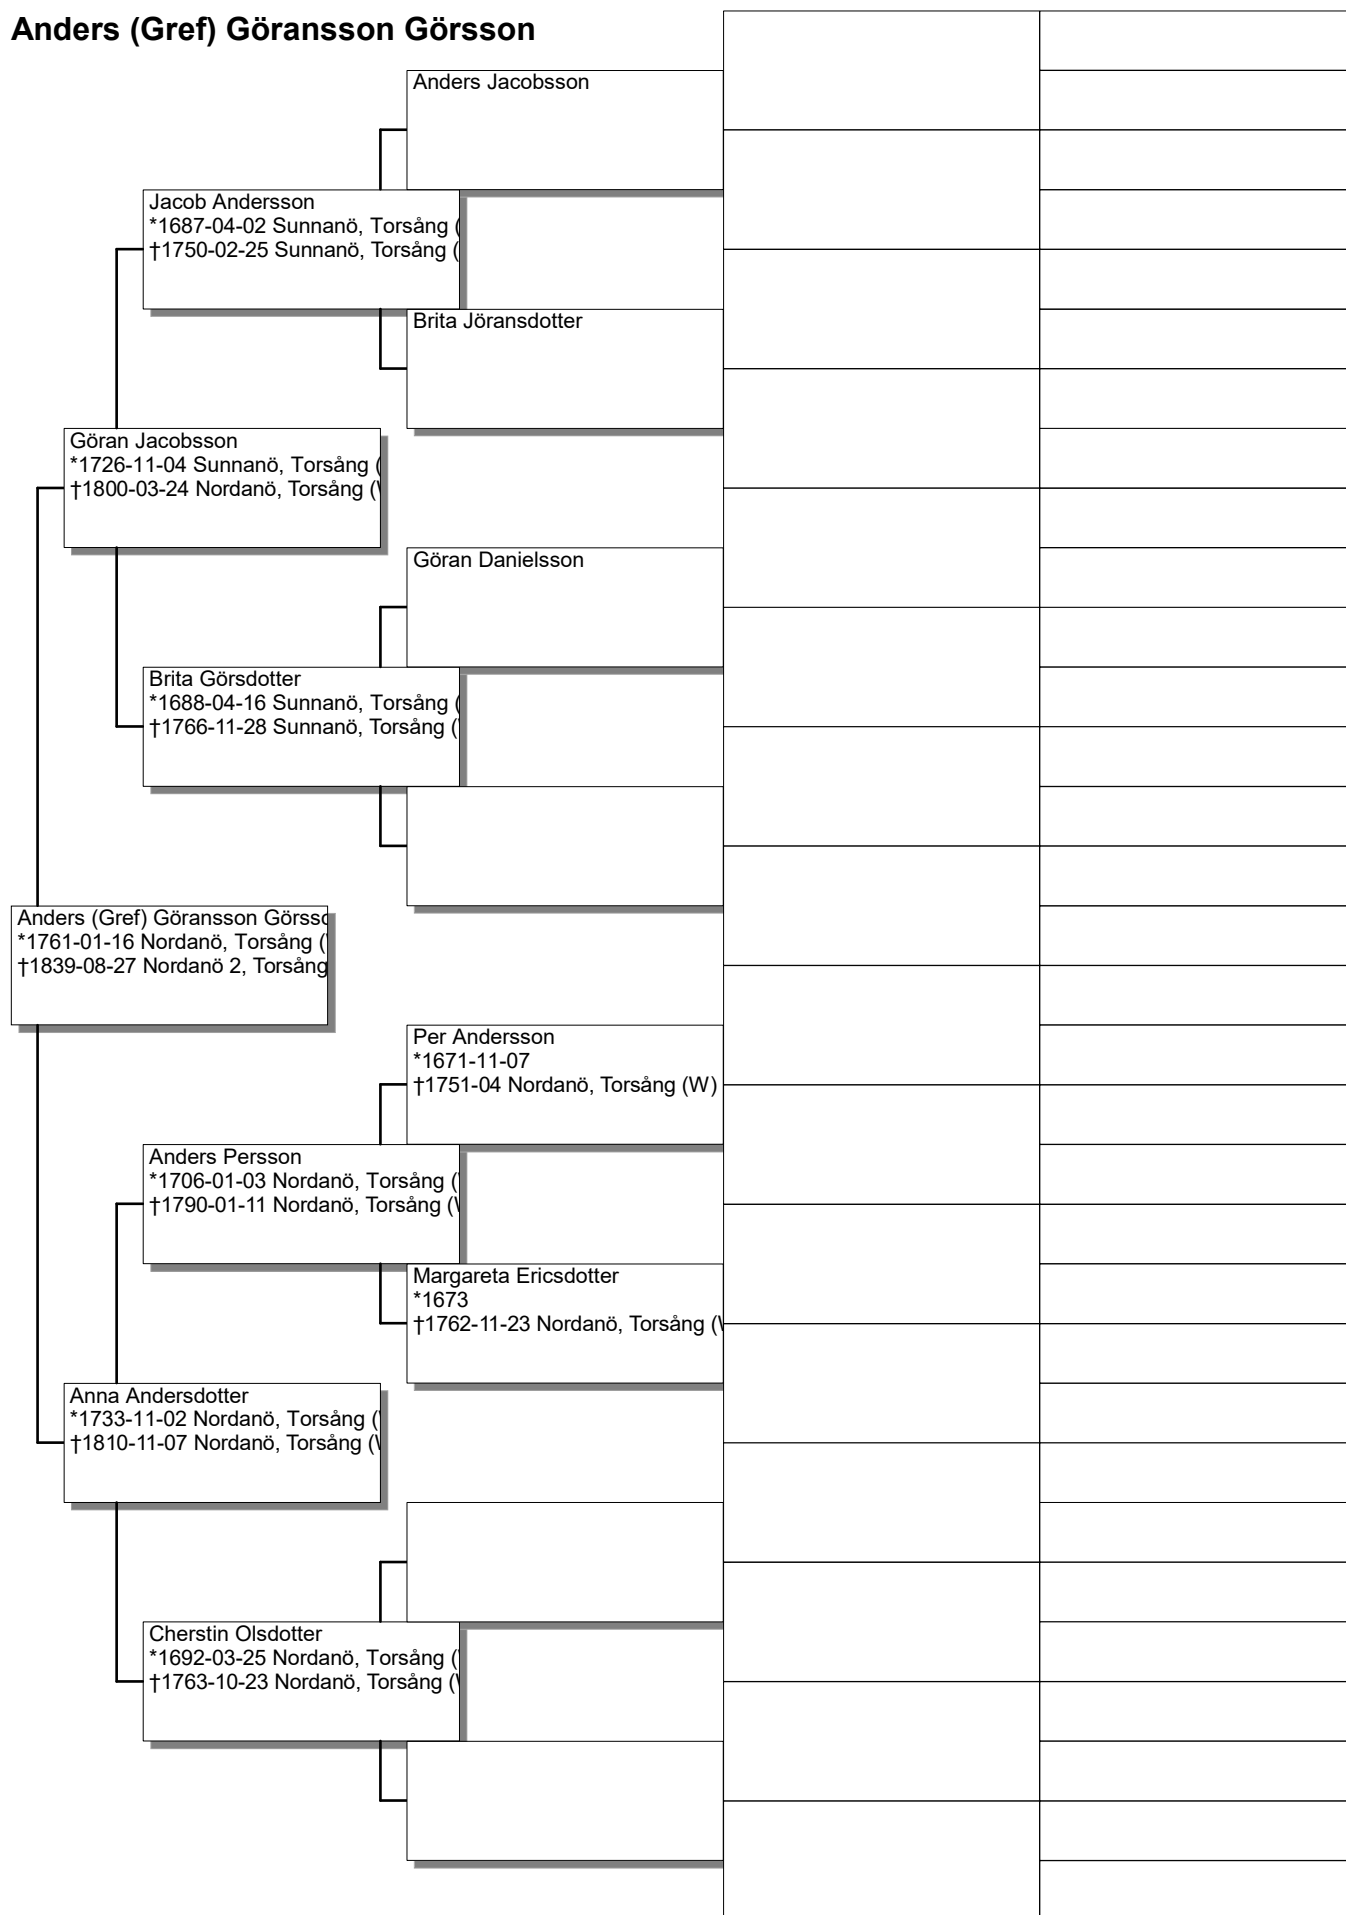 Anders (Gref) Göransson Görsson
Anders Jacobsson
Jacob Andersson
*1687-04-02 Sunnanö, Torsång (
†1750-02-25 Sunnanö, Torsång (
Brita Jöransdotter
Göran Jacobsson
*1726-11-04 Sunnanö, Torsång (
†1800-03-24 Nordanö, Torsång (
Göran Danielsson
Brita Görsdotter
*1688-04-16 Sunnanö, Torsång (
†1766-11-28 Sunnanö, Torsång (
Anders (Gref) Göransson Görsso
*1761-01-16 Nordanö, Torsång (
†1839-08-27 Nordanö 2, Torsång
Per Andersson
*1671-11-07
†1751-04 Nordanö, Torsång (W)
Anders Persson
*1706-01-03 Nordanö, Torsång (
†1790-01-11 Nordanö, Torsång (
Margareta Ericsdotter
*1673
†1762-11-23 Nordanö, Torsång (
Anna Andersdotter
*1733-11-02 Nordanö, Torsång (
†1810-11-07 Nordanö, Torsång (
Cherstin Olsdotter
*1692-03-25 Nordanö, Torsång (
†1763-10-23 Nordanö, Torsång (